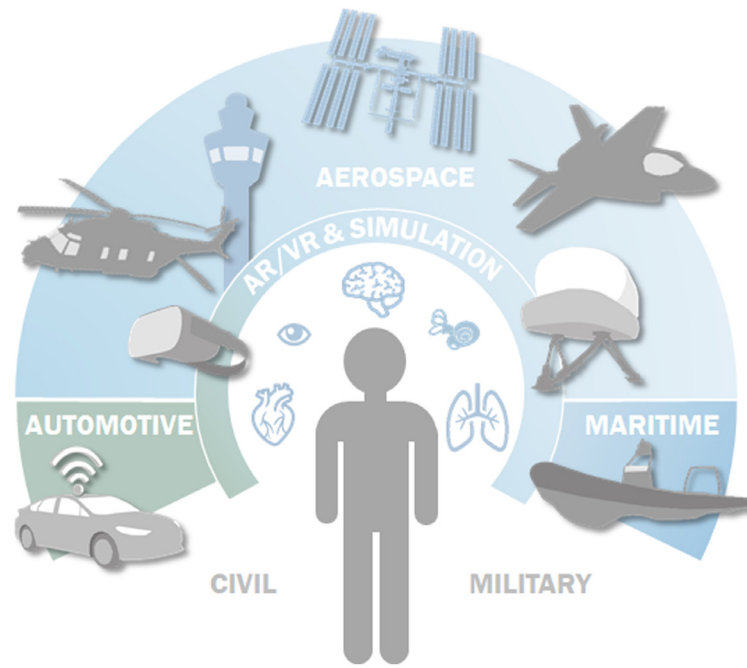 AEROSPACE
AR/VR & SIMULATION
AUTOMOTIVE
MARITIME
CIVIL
MILITARY